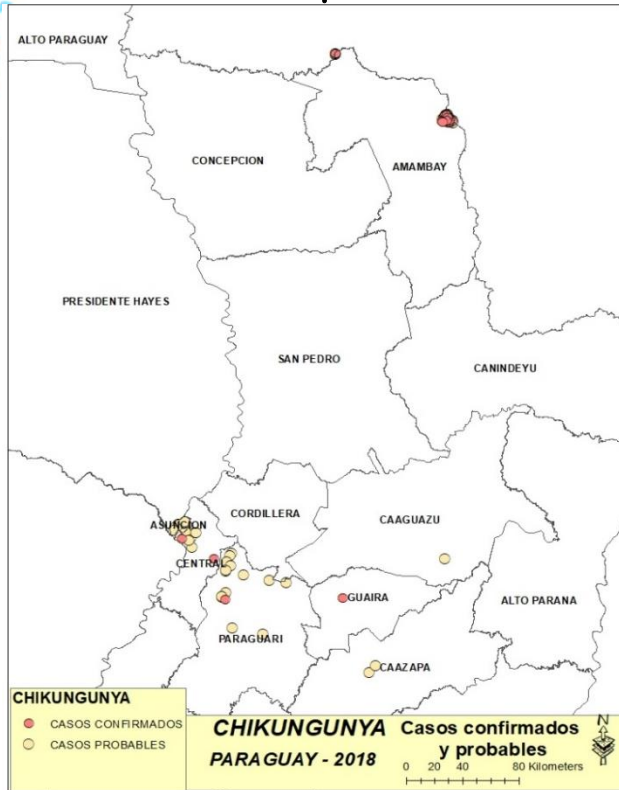 ALTO PARAGUAY
CONCEPCION
AMAMBAY
PRESIDENTE HAYES
SAN PEDRO
CANINDEYU
CORDILLERA
ASUNCION
CAAGUAZU
CENTRAL
GUAIRA
ALTO PARANA
PARAGUARI
CAAZAPA
CHIKUNGUNYA
CASOS CONFIRMADOS
CASOS PROBABLES
CHIKUNGUNYA
PARAGUAY - 2018
Casos confirmados
y probables
0 20 40 80 Kilometers
N